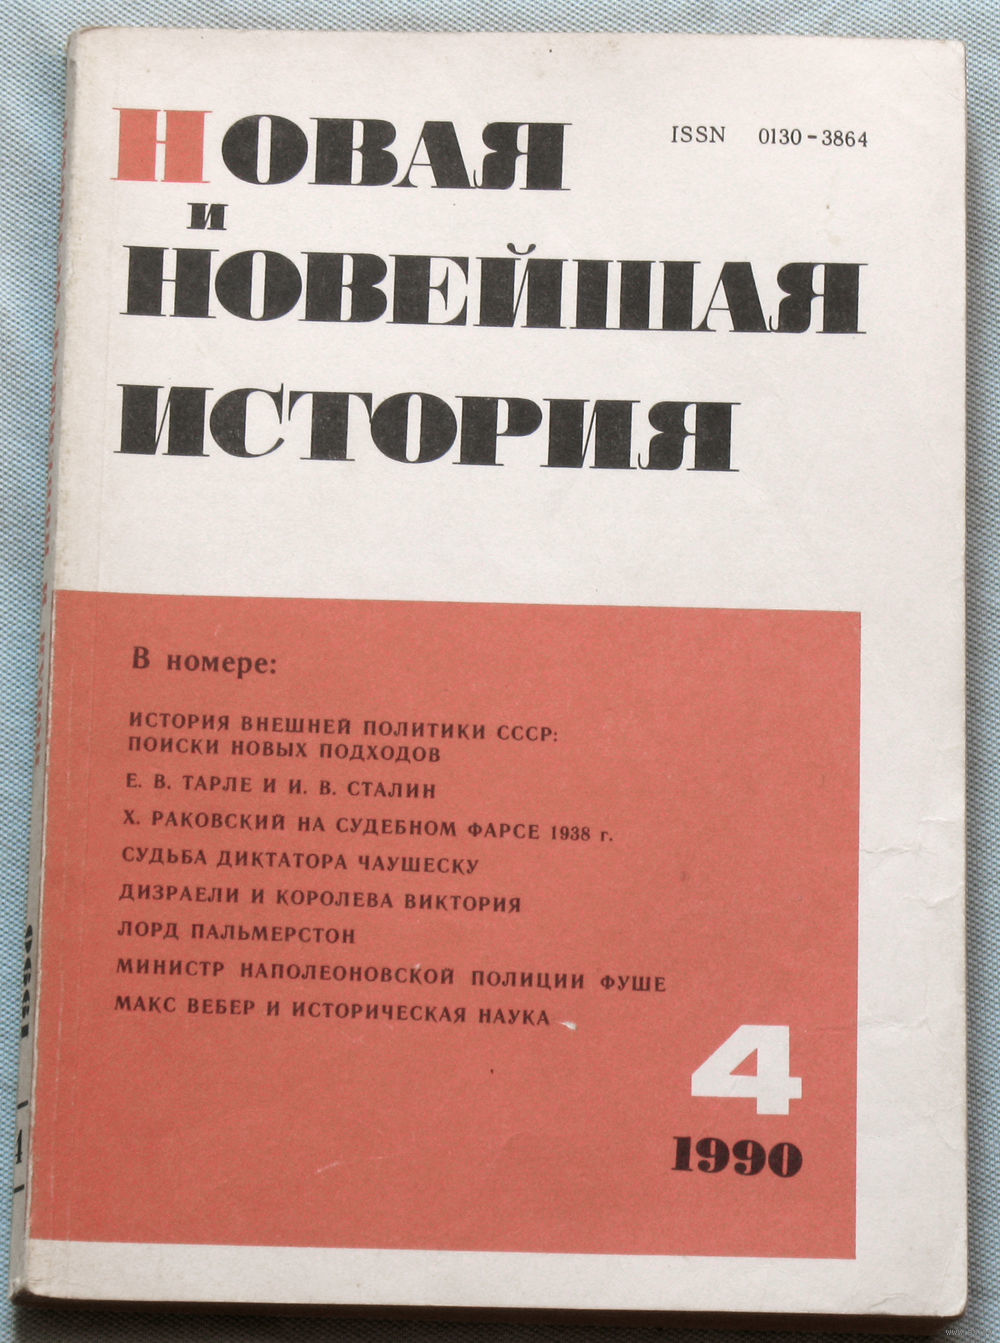 НОВАЯ
ISSN 0130-3864
И
НОВЕЙШАЯ
ИСТОРИЯ
В номере:
ИСТОРИЯ ВНЕШНЕЙ ПОЛИТИКИ СССР:
ПОИСКИ НОВЫХ ПОДХОДОВ
Е. В. ТАРЛЕ И И. В. СТАЛИН
Х. РАКОВСКИЙ НА СУДЕБНОМ ФАРСЕ 1938 г.
СУДЬБА ДИКТАТОРА ЧАУШЕСКУ
ДИЗРАЕЛИ И КОРОЛЕВА ВИКТОРИЯ
ЛОРД ПАЛЬМЕРСТОН
МИНИСТР НАПОЛЕОНОВСКОЙ ПОЛИЦИИ ФУШЕ
МАКС ВЕБЕР И ИСТОРИЧЕСКАЯ НАУКА
4
1990
1990
4